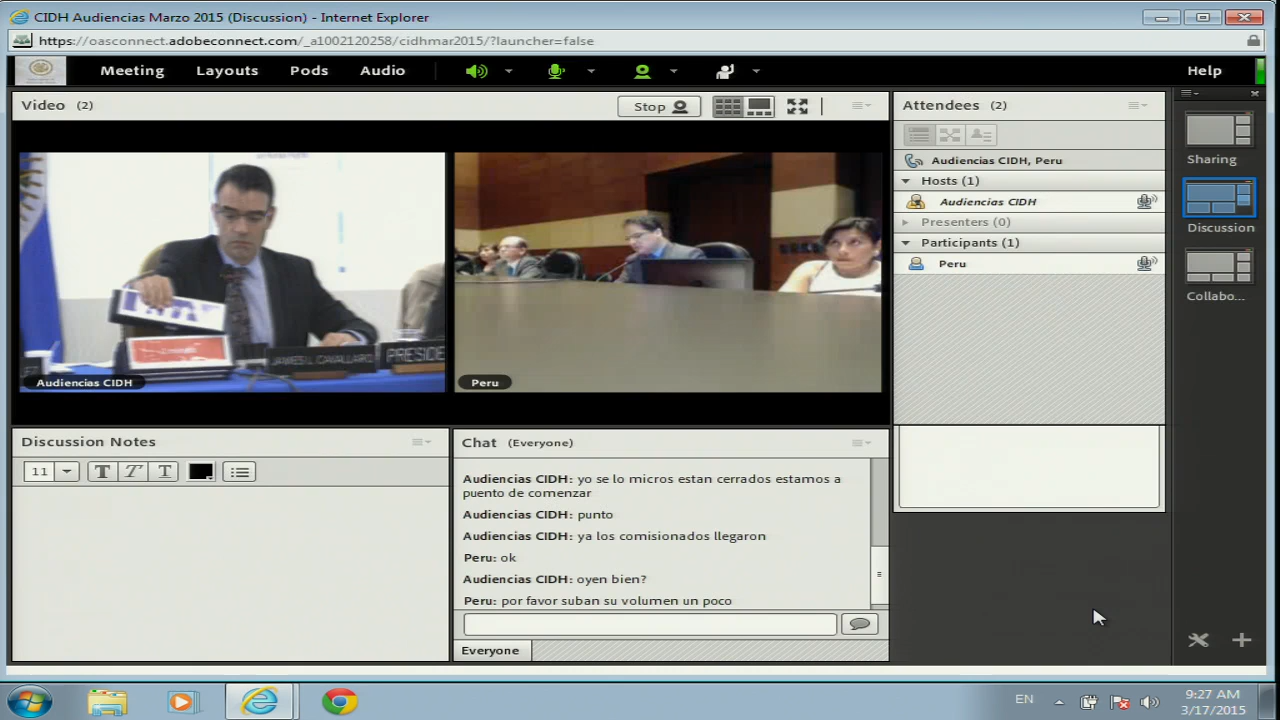 CIDH Audiencias Marzo 2015 (Discussion) - Internet Explorer
https://oasconnect.adobeconnect.com/_a1002120258/cidhmar2015/?launcher=false
Meeting Layouts Pods Audio Help
Video (2)
Stop
Attendees (2)
Audiencias CIDH, Peru
Hosts (1)
Audiencias CIDH
Presenters (0)
Participants (1)
Peru
Sharing
Discussion
Collabo...
JAMES L. CAVALLARO
PRESIDE
Audiencias CIDH
Peru
Discussion Notes
11
T T T
Chat (Everyone)
Audiencias CIDH: yo se lo micros estan cerrados estamos a
puento de comenzar
Audiencias CIDH: punto
Audiencias CIDH: ya los comisionados llegaron
Peru: ok
Audiencias CIDH: oyen bien?
Peru: por favor suban su volumen un poco
Everyone
EN
9:27 AM
3/17/2015